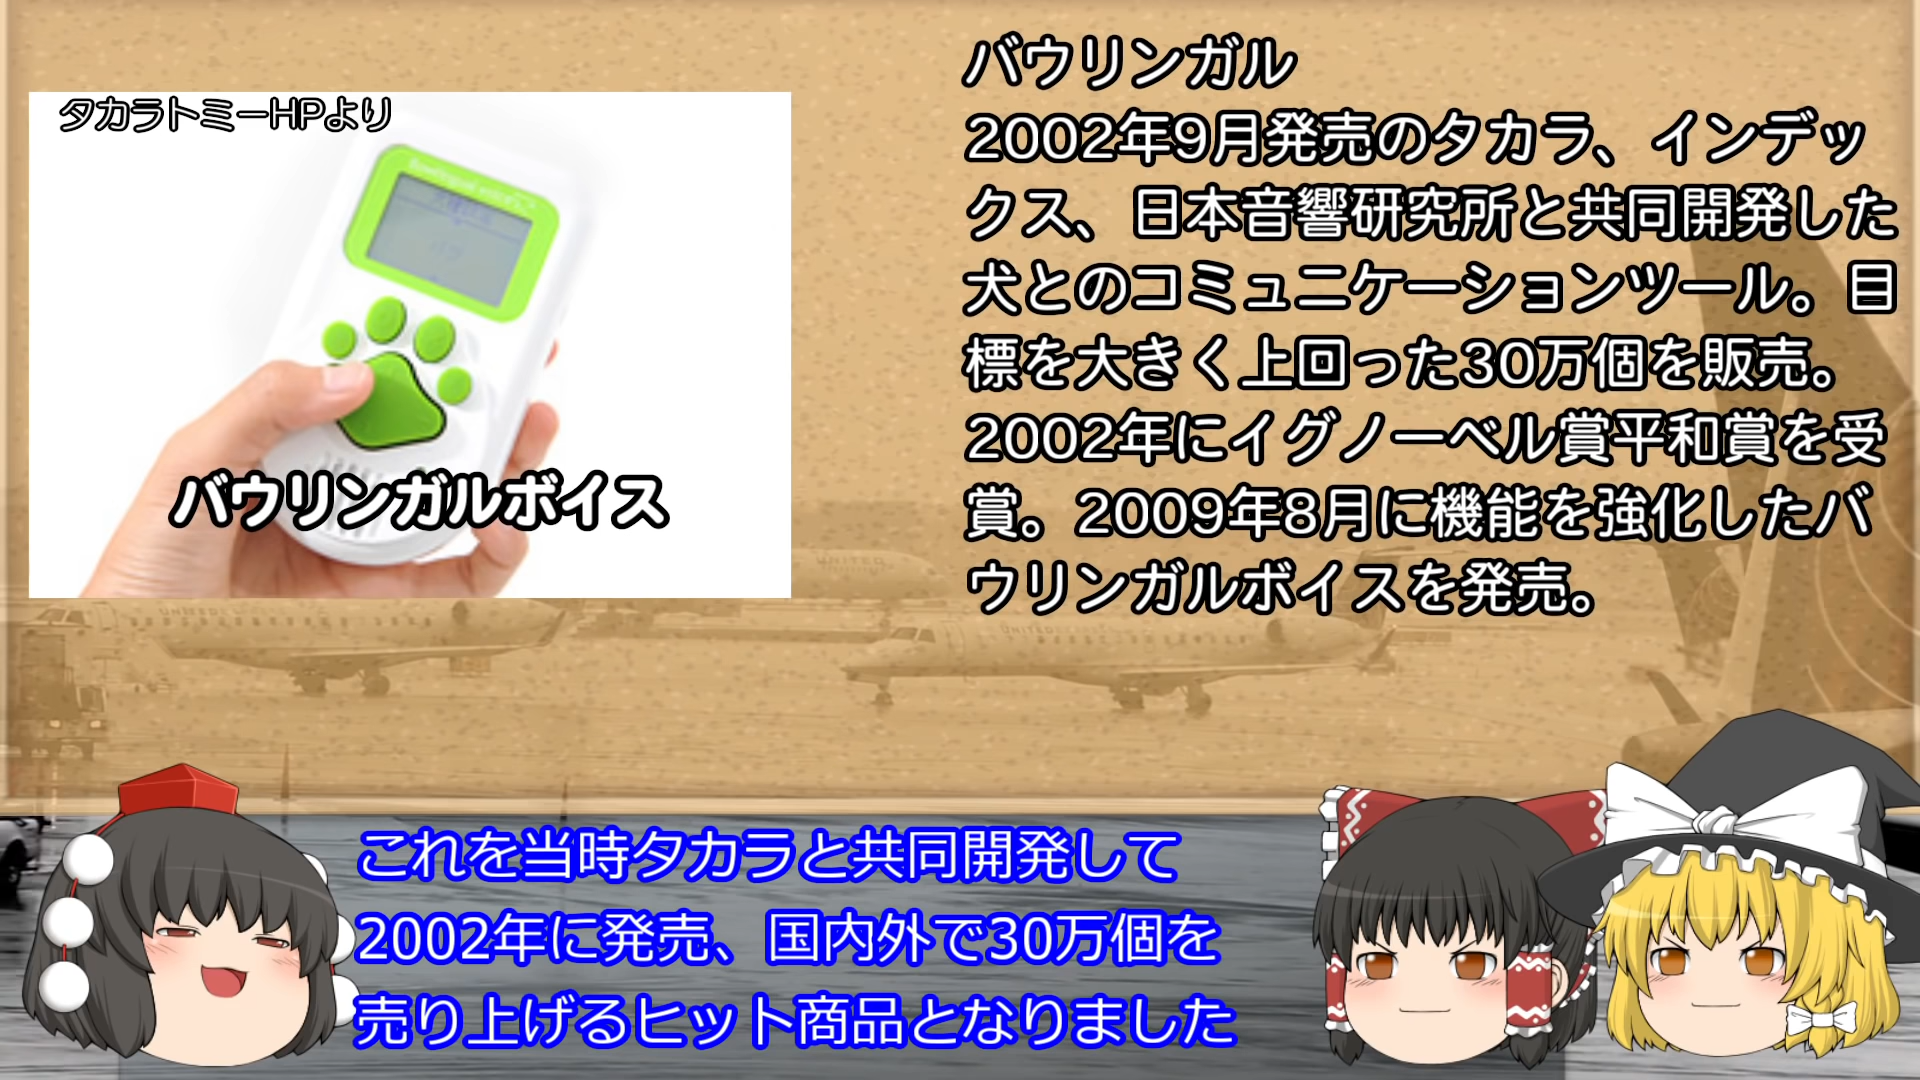 タカラトミーHPより
バウリンガルボイス
バウリンガル
2002年9月発売のタカラ、インデッ
クス、日本音響研究所と共同開発した
犬とのコミュニケーションツール。目
標を大きく上回った30万個を販売。
2002年にイグノーベル賞平和賞を受
賞。2009年8月に機能を強化したバ
ウリンガルボイスを発売。
UNITED
UNITED
これを当時タカラと共同開発して
2002年に発売、国内外で30万個を
売り上げるヒット商品となりました